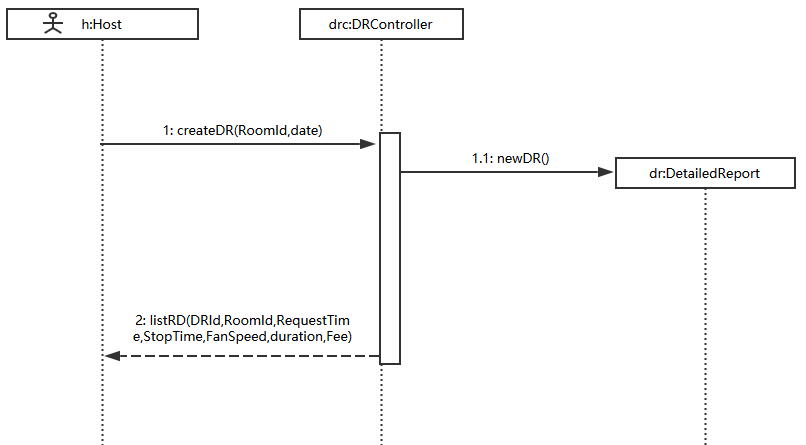 h:Host
drc:DRController
1: createDR(RoomId,date)
1.1: newDR()
dr:DetailedReport
2: listRD(DRId,RoomId,RequestTim
e,StopTime,FanSpeed,duration,Fee)